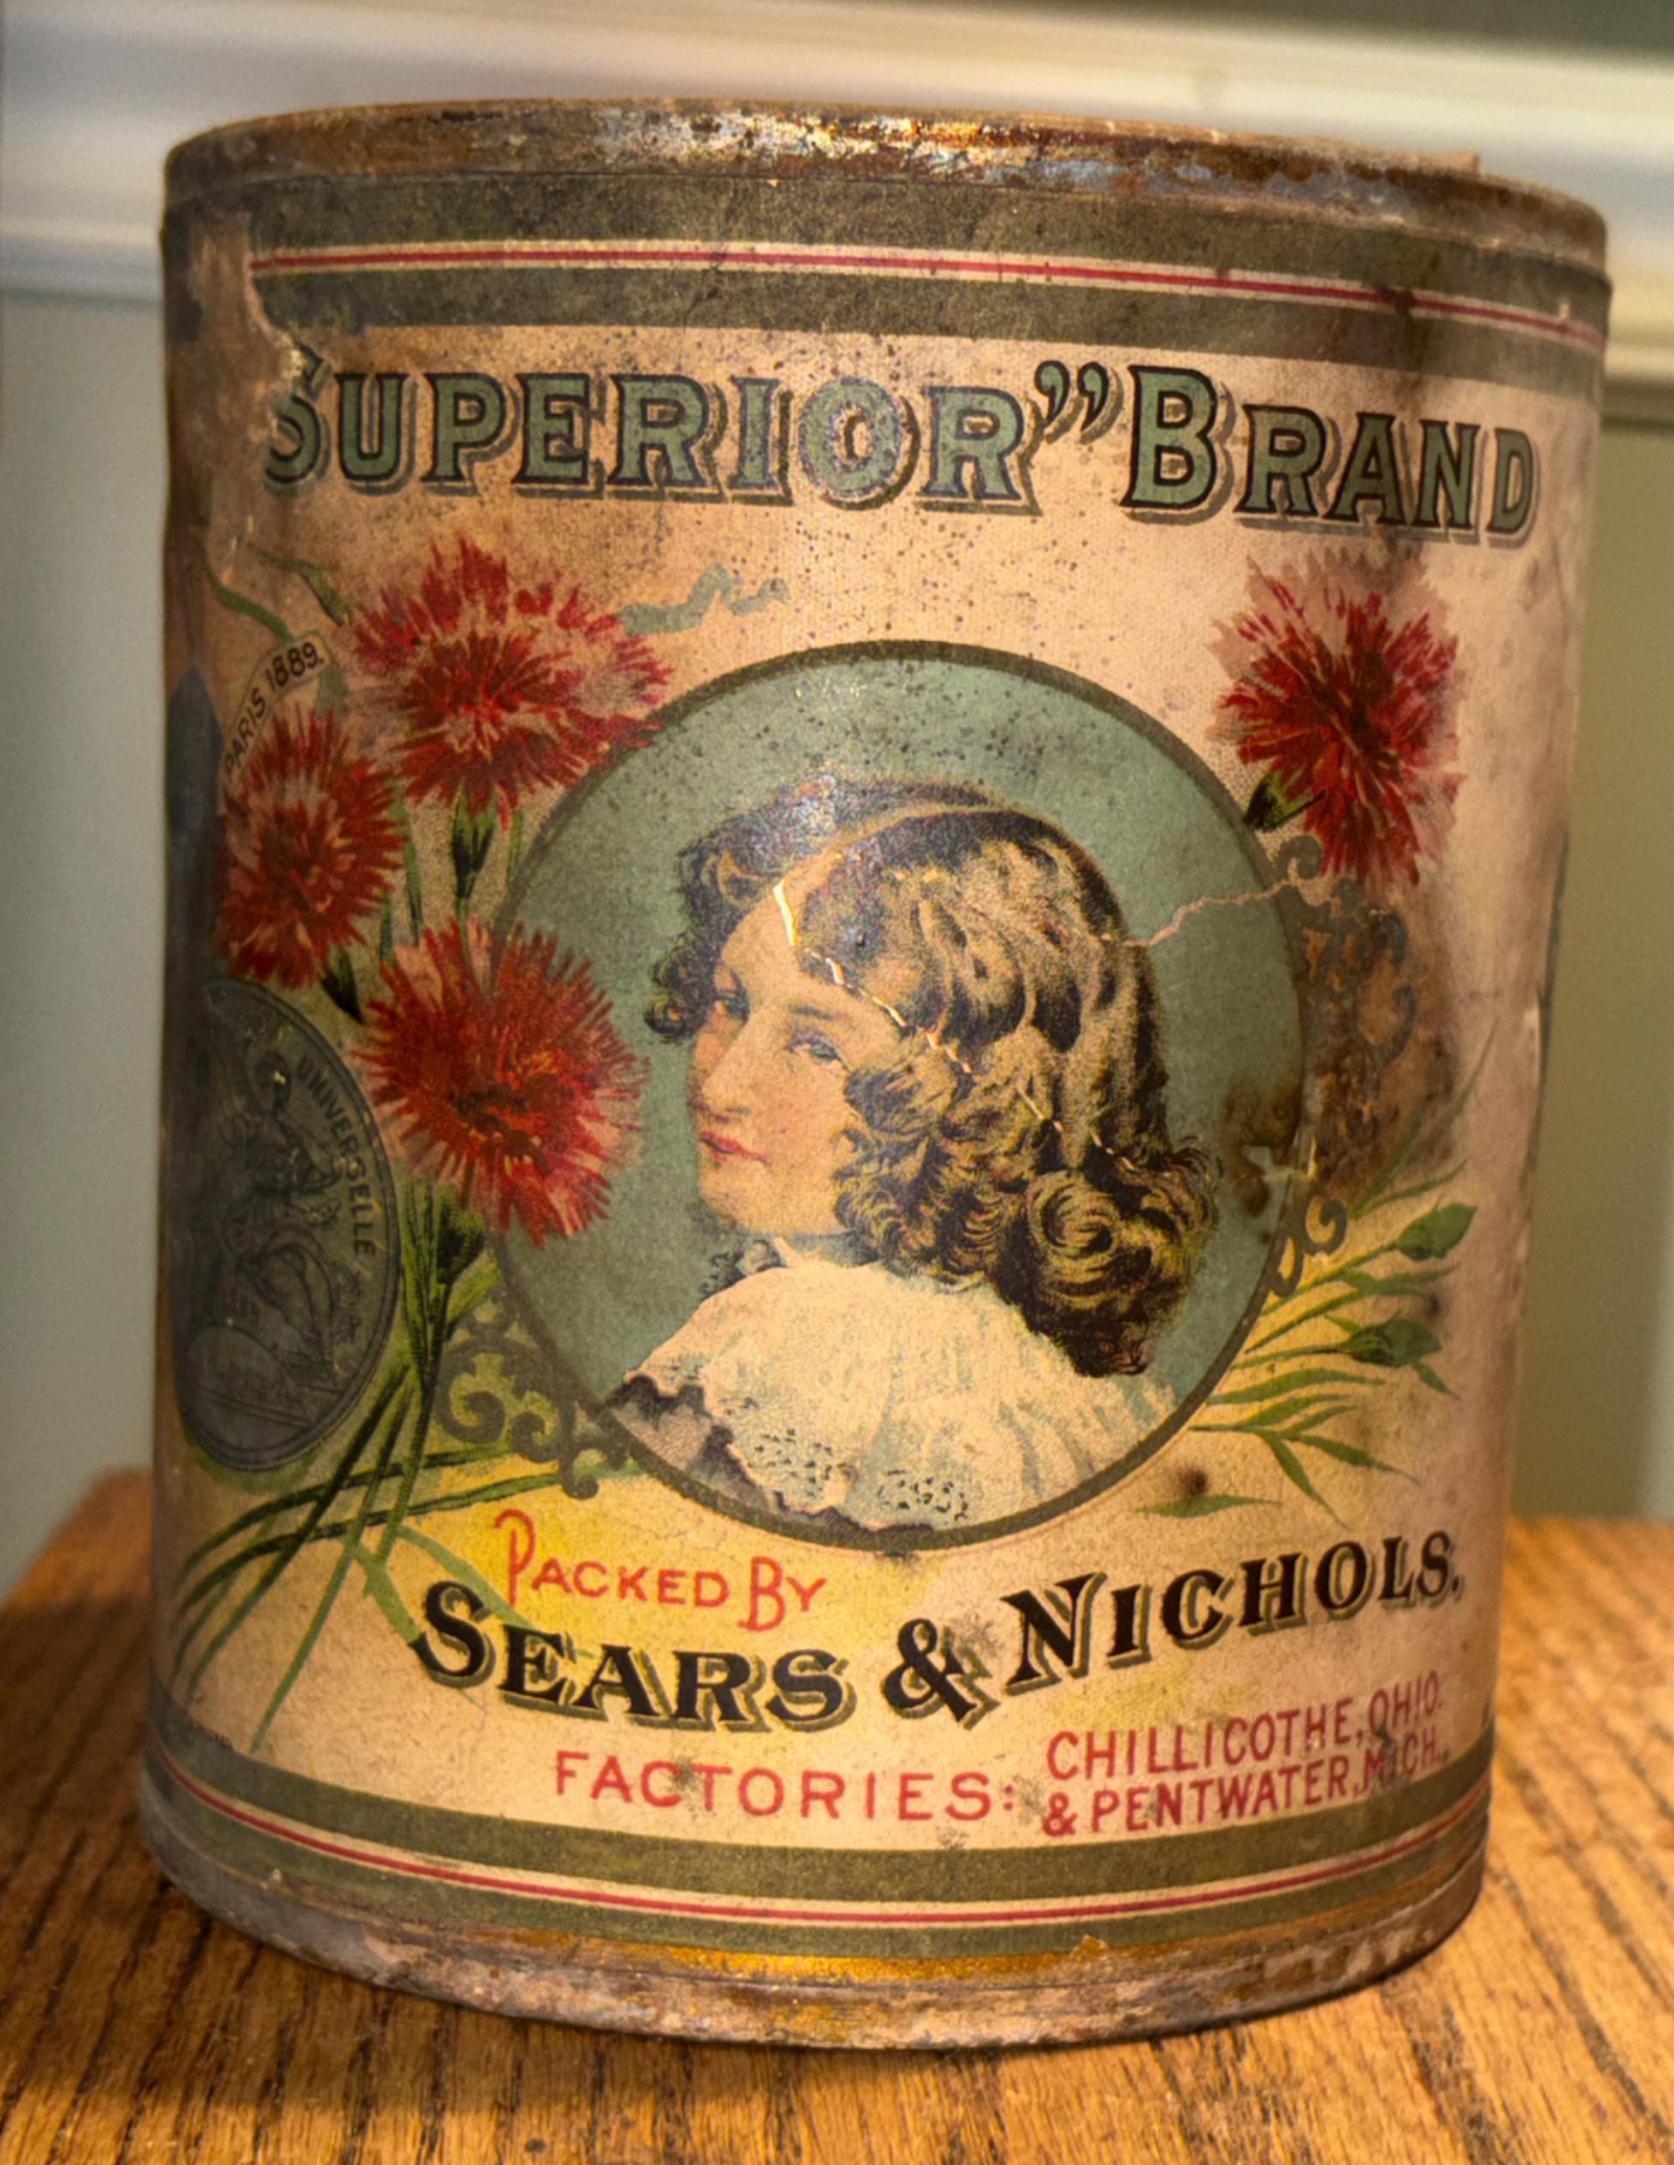 SUPERIOR" BRAND
PARIS 1889.
UNIVERSELLE
PACKED BY
SEARS & NICHOLS.
FACTORIES: CHILLICOTHE, OHIO.
& PENTWATER, MICH.